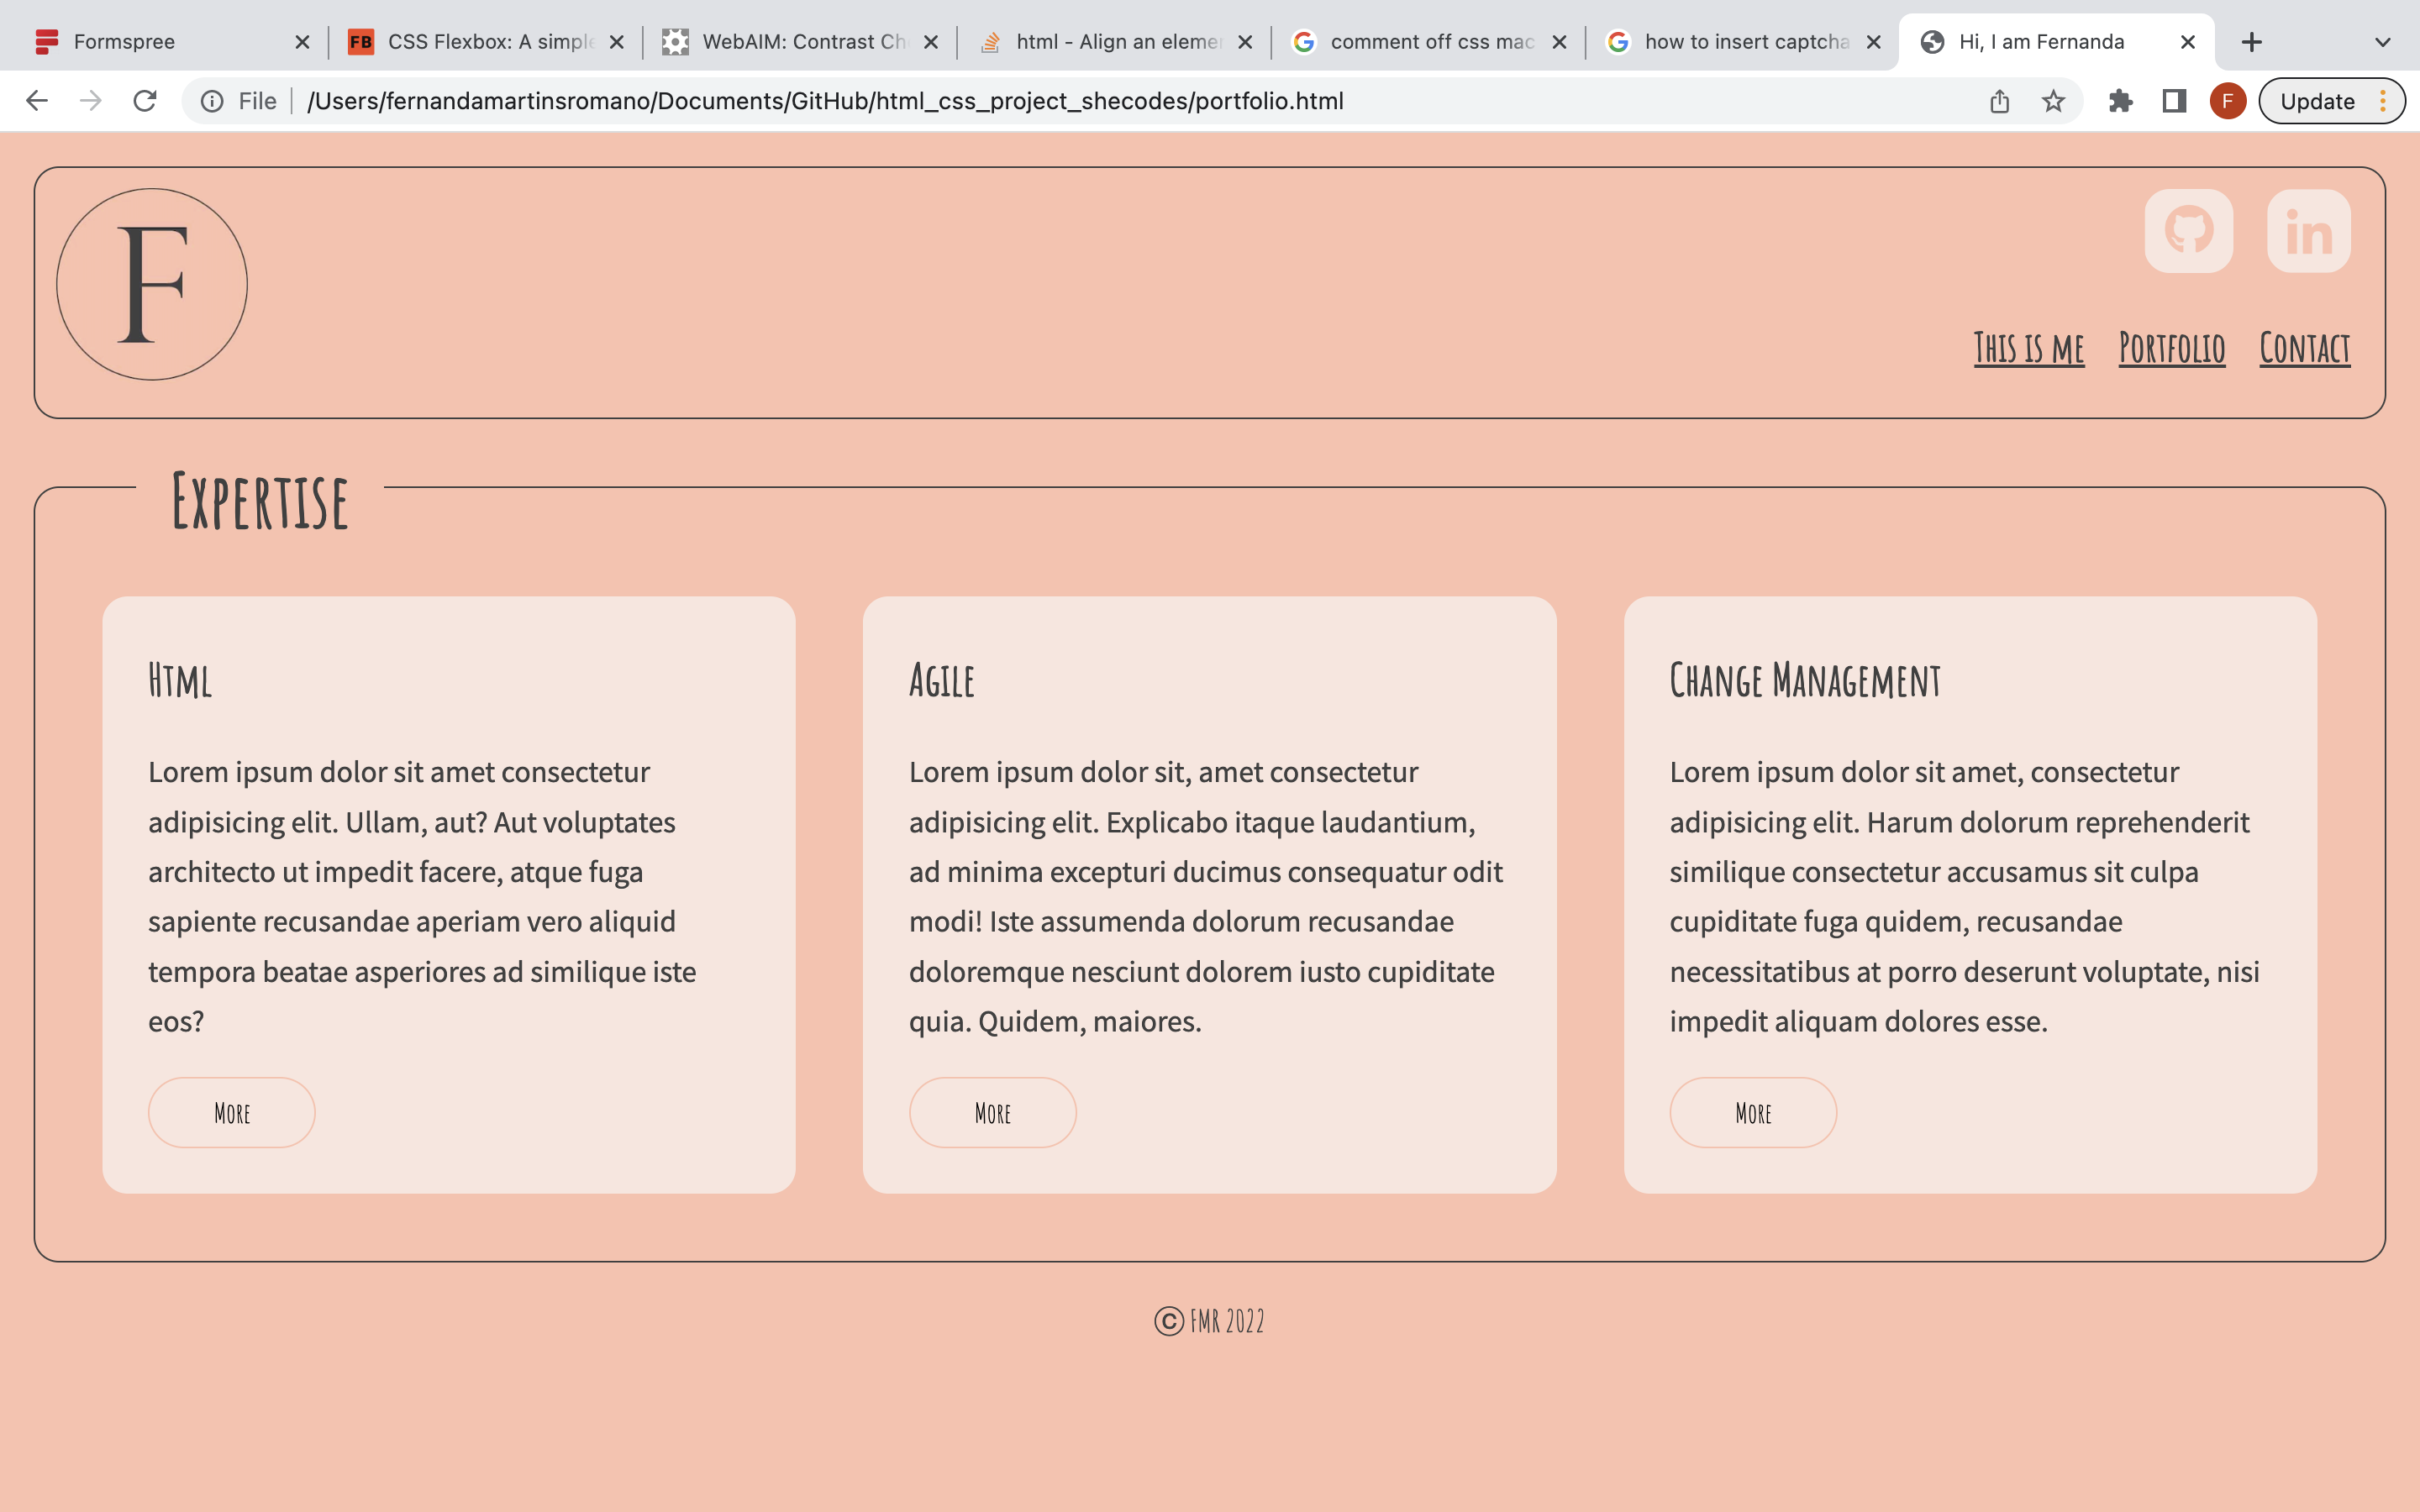 Formspree
CSS Flexbox: A simple
WebAIM: Contrast Ch
html - Align an elemer
comment off css mac
how to insert captcha
Hi, I am Fernanda
File
/Users/fernandamartinsromano/Documents/GitHub/html_css_project_shecodes/portfolio.html
F
Update
F
in
This is me
Portfolio
Contact
Expertise
Html
Lorem ipsum dolor sit amet consectetur
adipisicing elit. Ullam, aut? Aut voluptates
architecto ut impedit facere, atque fuga
sapiente recusandae aperiam vero aliquid
tempora beatae asperiores ad similique iste
eos?
More
Agile
Lorem ipsum dolor sit, amet consectetur
adipisicing elit. Explicabo itaque laudantium,
ad minima excepturi ducimus consequatur odit
modi! Iste assumenda dolorum recusandae
doloremque nesciunt dolorem iusto cupiditate
quia. Quidem, maiores.
More
Change Management
Lorem ipsum dolor sit amet, consectetur
adipisicing elit. Harum dolorum reprehenderit
similique consectetur accusamus sit culpa
cupiditate fuga quidem, recusandae
necessitatibus at porro deserunt voluptate, nisi
impedit aliquam dolores esse.
More
© FMR 2022